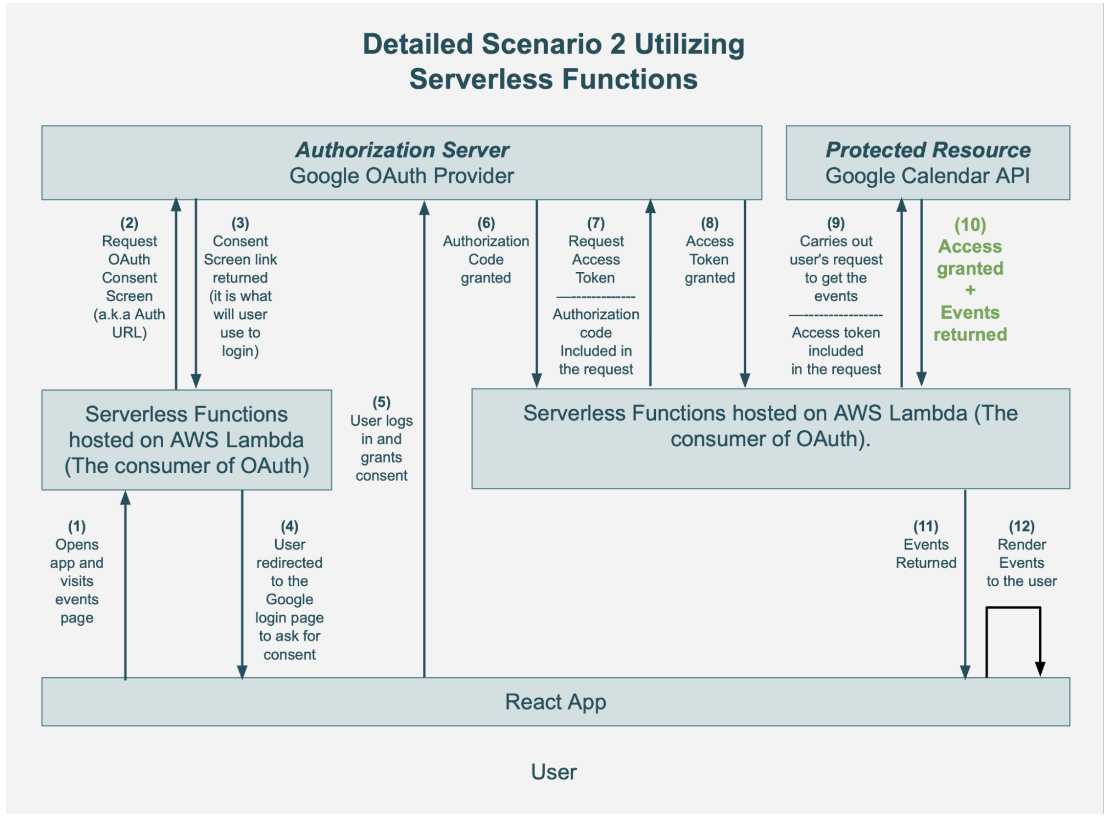 Detailed Scenario 2 Utilizing
Serverless Functions
Authorization Server
Google OAuth Provider
Protected Resource
Google Calendar API
(2)
Request
OAuth
Consent
Screen
(a.k.a Auth
URL)
(3)
Consent
Screen link
returned
(it is what
will user
use to
login)
(6)
Authorization
Code
granted
(7)
Request
Access
Token
Authorization
code
Included in
the request
(8)
Access
Token
granted
(9)
Carries out
user's request
to get the
events
Access token
included
in the request
(10)
Access
granted
+
Events
returned
Serverless Functions
hosted on AWS Lambda
(The consumer of OAuth)
(5)
User logs
in and
grants
consent
Serverless Functions hosted on AWS Lambda (The
consumer of OAuth).
(1)
Opens
app and
visits
events
page
(4)
User
redirected
to the
Google
login page
to ask for
consent
(11)
Events
Returned
(12)
Render
Events
to the user
React App
User